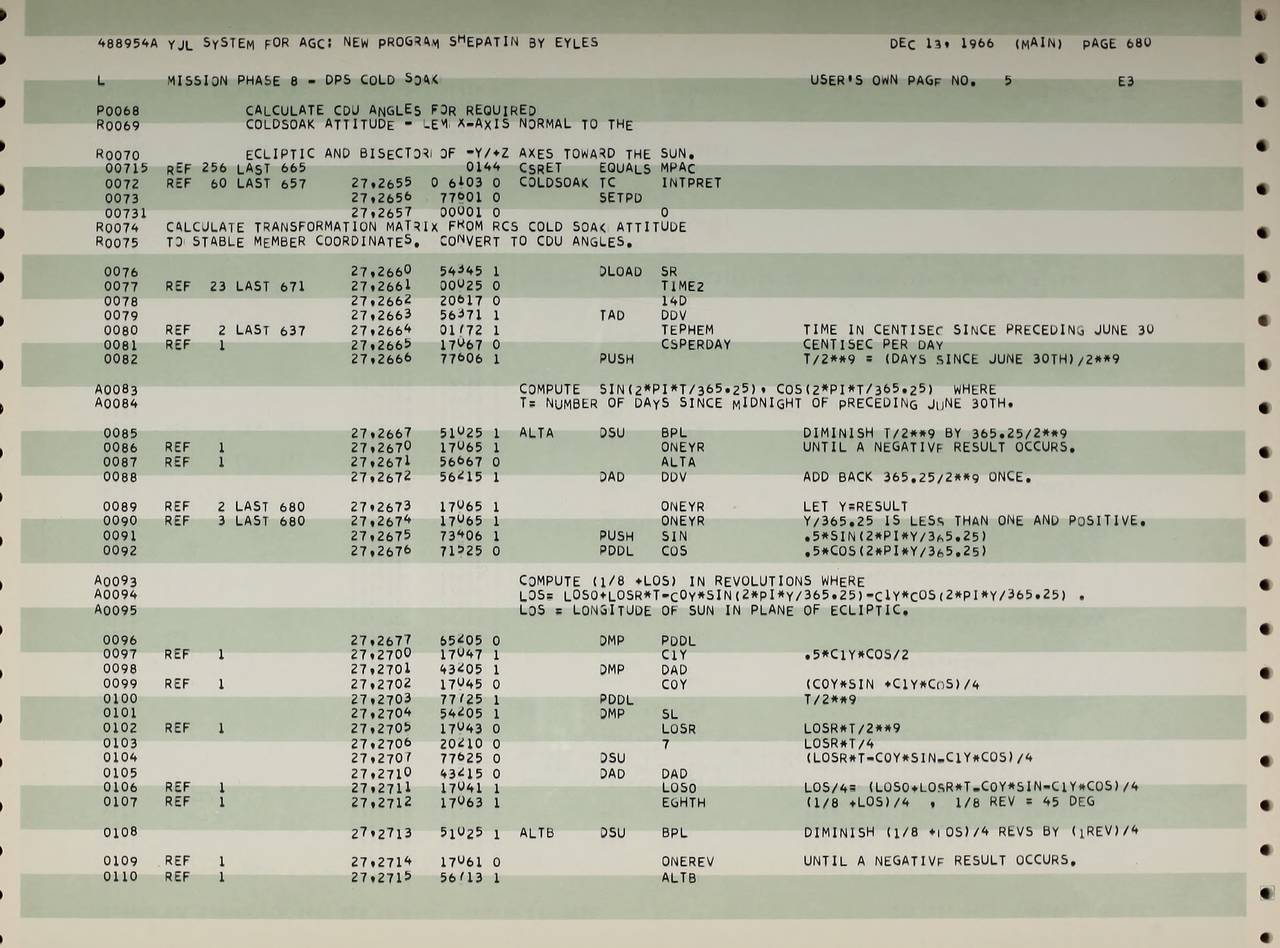 488954A YJL SYSTEM FOR AGC: NEW PROGRAM SHEPATIN BY EYLES DEC 13, 1966 (MAIN) PAGE 680
L MISSION PHASE 8 - DPS COLD SOAK USER'S OWN PAGE NO. 5 E3
P0068 CALCULATE CDU ANGLES FOR REQUIRED
R0069 COLDSOAK ATTITUDE - LEM X-AXIS NORMAL TO THE
R0070 ECLIPTIC AND BISECTOR OF -Y/+Z AXES TOWARD THE SUN.
00715 REF 256 LAST 665 0144 CSRET EQUALS MPAC
0072 REF 60 LAST 657 27,2655 0 6103 0 COLDSOAK TC INTPRET
0073 27,2656 77601 0 SETPD
00731 27,2657 00001 0 0
R0074 CALCULATE TRANSFORMATION MATRIX FROM RCS COLD SOAK ATTITUDE
R0075 TO STABLE MEMBER COORDINATES. CONVERT TO CDU ANGLES.
0076 27,2660 54345 1 DLOAD SR
0077 REF 23 LAST 671 27,2661 00025 0 TIME2
0078 27,2662 20617 0 14D
0079 27,2663 56371 1 TAD DDV
0080 REF 2 LAST 637 27,2664 01772 1 TEPHEM TIME IN CENTISEC SINCE PRECEDING JUNE 30
0081 REF 1 27,2665 17067 0 CSPERDAY CENTISEC PER DAY
0082 27,2666 77606 1 PUSH T/2**9 = (DAYS SINCE JUNE 30TH)/2**9
A0083 COMPUTE SIN(2*PI*T/365.25), COS(2*PI*T/365.25) WHERE
A0084 T= NUMBER OF DAYS SINCE MIDNIGHT OF PRECEDING JUNE 30TH.
0085 27,2667 51025 1 ALTA DSU BPL DIMINISH T/2**9 BY 365.25/2**9
0086 REF 1 27,2670 17065 1 ONEYR UNTIL A NEGATIVE RESULT OCCURS.
0087 REF 1 27,2671 56667 0 ALTA
0088 27,2672 56215 1 DAD DDV ADD BACK 365.25/2**9 ONCE.
0089 REF 2 LAST 680 27,2673 17065 1 ONEYR LET Y=RESULT
0090 REF 3 LAST 680 27,2674 17065 1 ONEYR Y/365.25 IS LESS THAN ONE AND POSITIVE.
0091 27,2675 73406 1 PUSH SIN .5*SIN(2*PI*Y/365.25)
0092 27,2676 71525 0 PDDL COS .5*COS(2*PI*Y/365.25)
A0093 COMPUTE (1/8 +LOS) IN REVOLUTIONS WHERE
A0094 LOS= LOSO+LOSR*T-COY*SIN(2*PI*Y/365.25)-C1Y*COS(2*PI*Y/365.25) .
A0095 LOS = LONGITUDE OF SUN IN PLANE OF ECLIPTIC.
0096 27,2677 65205 0 DMP PDDL
0097 REF 1 27,2700 17047 1 C1Y .5*C1Y*COS/2
0098 27,2701 43205 1 DMP DAD
0099 REF 1 27,2702 17045 0 COY (COY*SIN +C1Y*COS)/4
0100 27,2703 77725 1 PDDL T/2**9
0101 27,2704 54205 1 DMP SL
0102 REF 1 27,2705 17043 0 LOSR LOSR*T/2**9
0103 27,2706 20210 0 7 LOSR*T/4
0104 27,2707 77625 0 DSU (LOSR*T-COY*SIN-C1Y*COS)/4
0105 27,2710 43215 0 DAD DAD
0106 REF 1 27,2711 17041 1 LOSO LOS/4= (LOSO+LOSR*T-COY*SIN-C1Y*COS)/4
0107 REF 1 27,2712 17063 1 EGHTH (1/8 +LOS)/4 , 1/8 REV = 45 DEG
0108 27,2713 51025 1 ALTB DSU BPL DIMINISH (1/8 +LOS)/4 REVS BY (1REV)/4
0109 REF 1 27,2714 17061 0 ONEREV UNTIL A NEGATIVE RESULT OCCURS.
0110 REF 1 27,2715 56713 1 ALTB